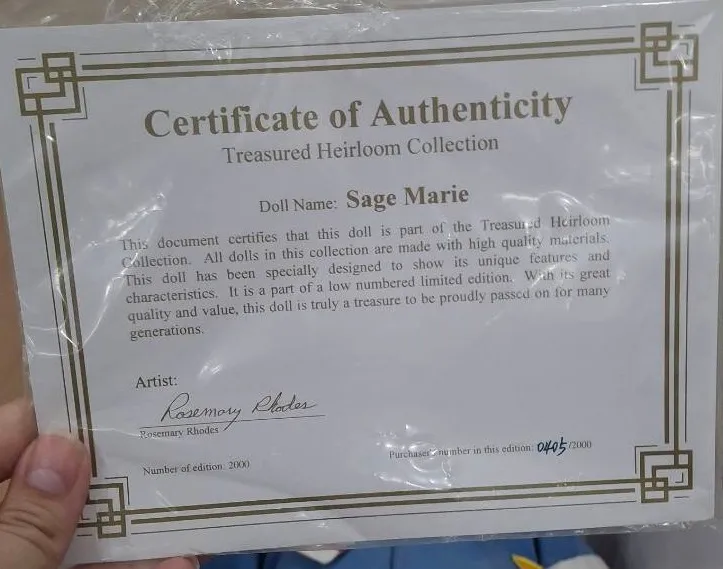 Certificate of Authenticity
Treasured Heirloom Collection
Doll Name: Sage Marie
This document certifies that this doll is part of the Treasured Heirloom
Collection. All dolls in this collection are made with high quality materials.
This doll has been specially designed to show its unique features and
characteristics. It is a part of a low numbered limited edition. With its great
quality and value, this doll is truly a treasure to be proudly passed on for many
generations.
Artist:
Rosemary Rhodes
Rosemary Rhodes
Number of edition: 2000
number in this edition: 0405/2000